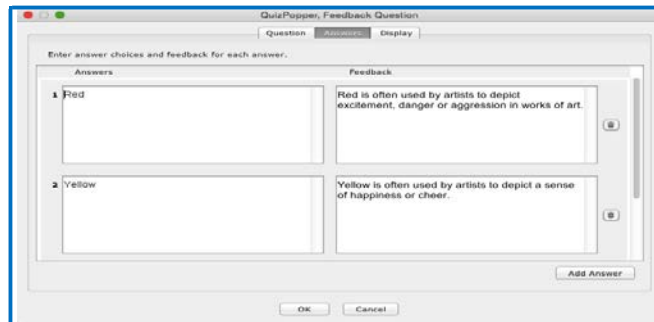 QuizPopper, Feedback Question
Question Answers Display
Enter answer choices and feedback for each answer.
Answers Feedback
1 Red
Red is often used by artists to depict
excitement, danger or aggression in works of art.
2 Yellow
Yellow is often used by artists to depict a sense
of happiness or cheer.
Add Answer
OK Cancel